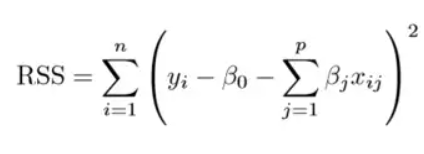 RSS = \sum_{i=1}^{n} \left( y_i - \beta_0 - \sum_{j=1}^{p} \beta_j x_{ij} \right)^2